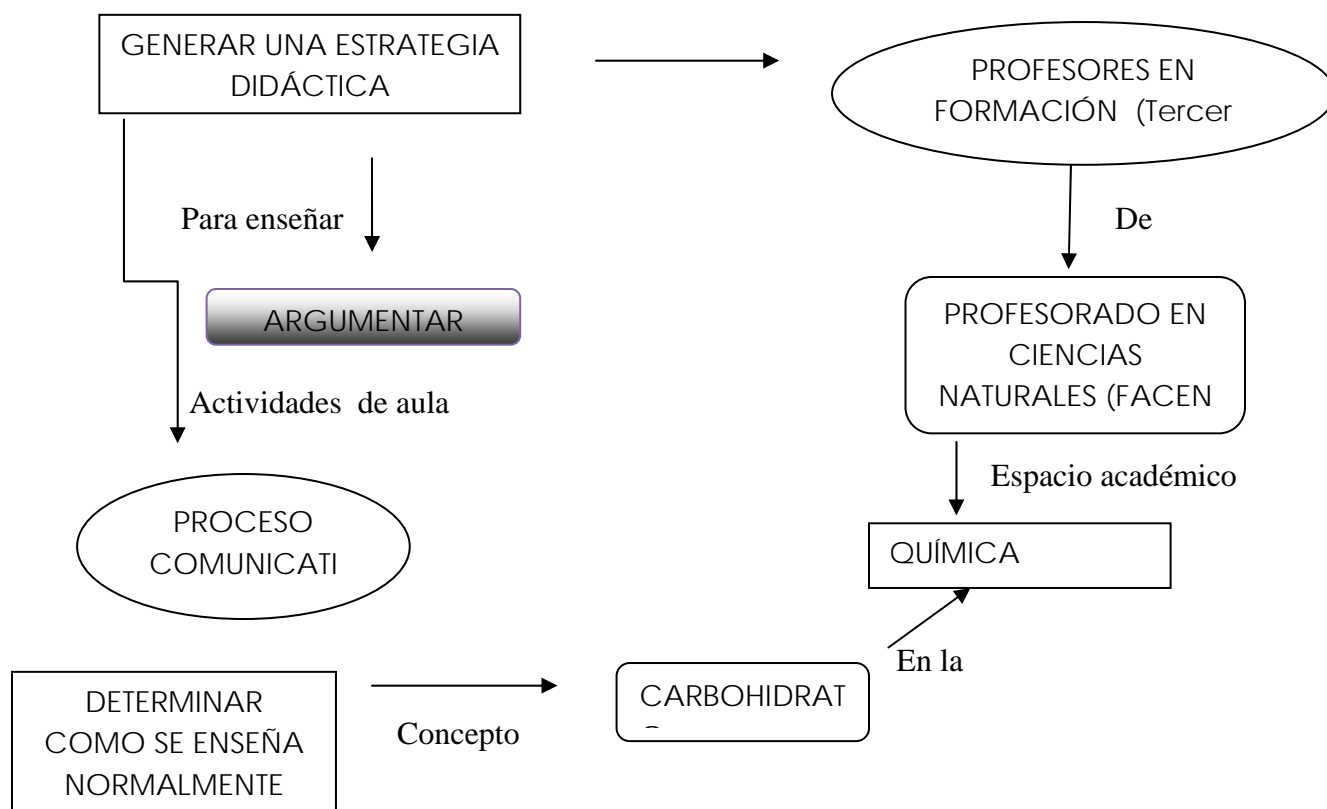 GENERAR UNA ESTRATEGIA
DIDÁCTICA
PROFESORES EN
FORMACIÓN (Tercer
Para enseñar
De
ARGUMENTAR
PROFESORADO EN
CIENCIAS
NATURALES (FACEN
Actividades de aula
Espacio académico
PROCESO
COMUNICATI
QUÍMICA
En la
DETERMINAR
COMO SE ENSEÑA
NORMALMENTE
Concepto
CARBOHIDRAT